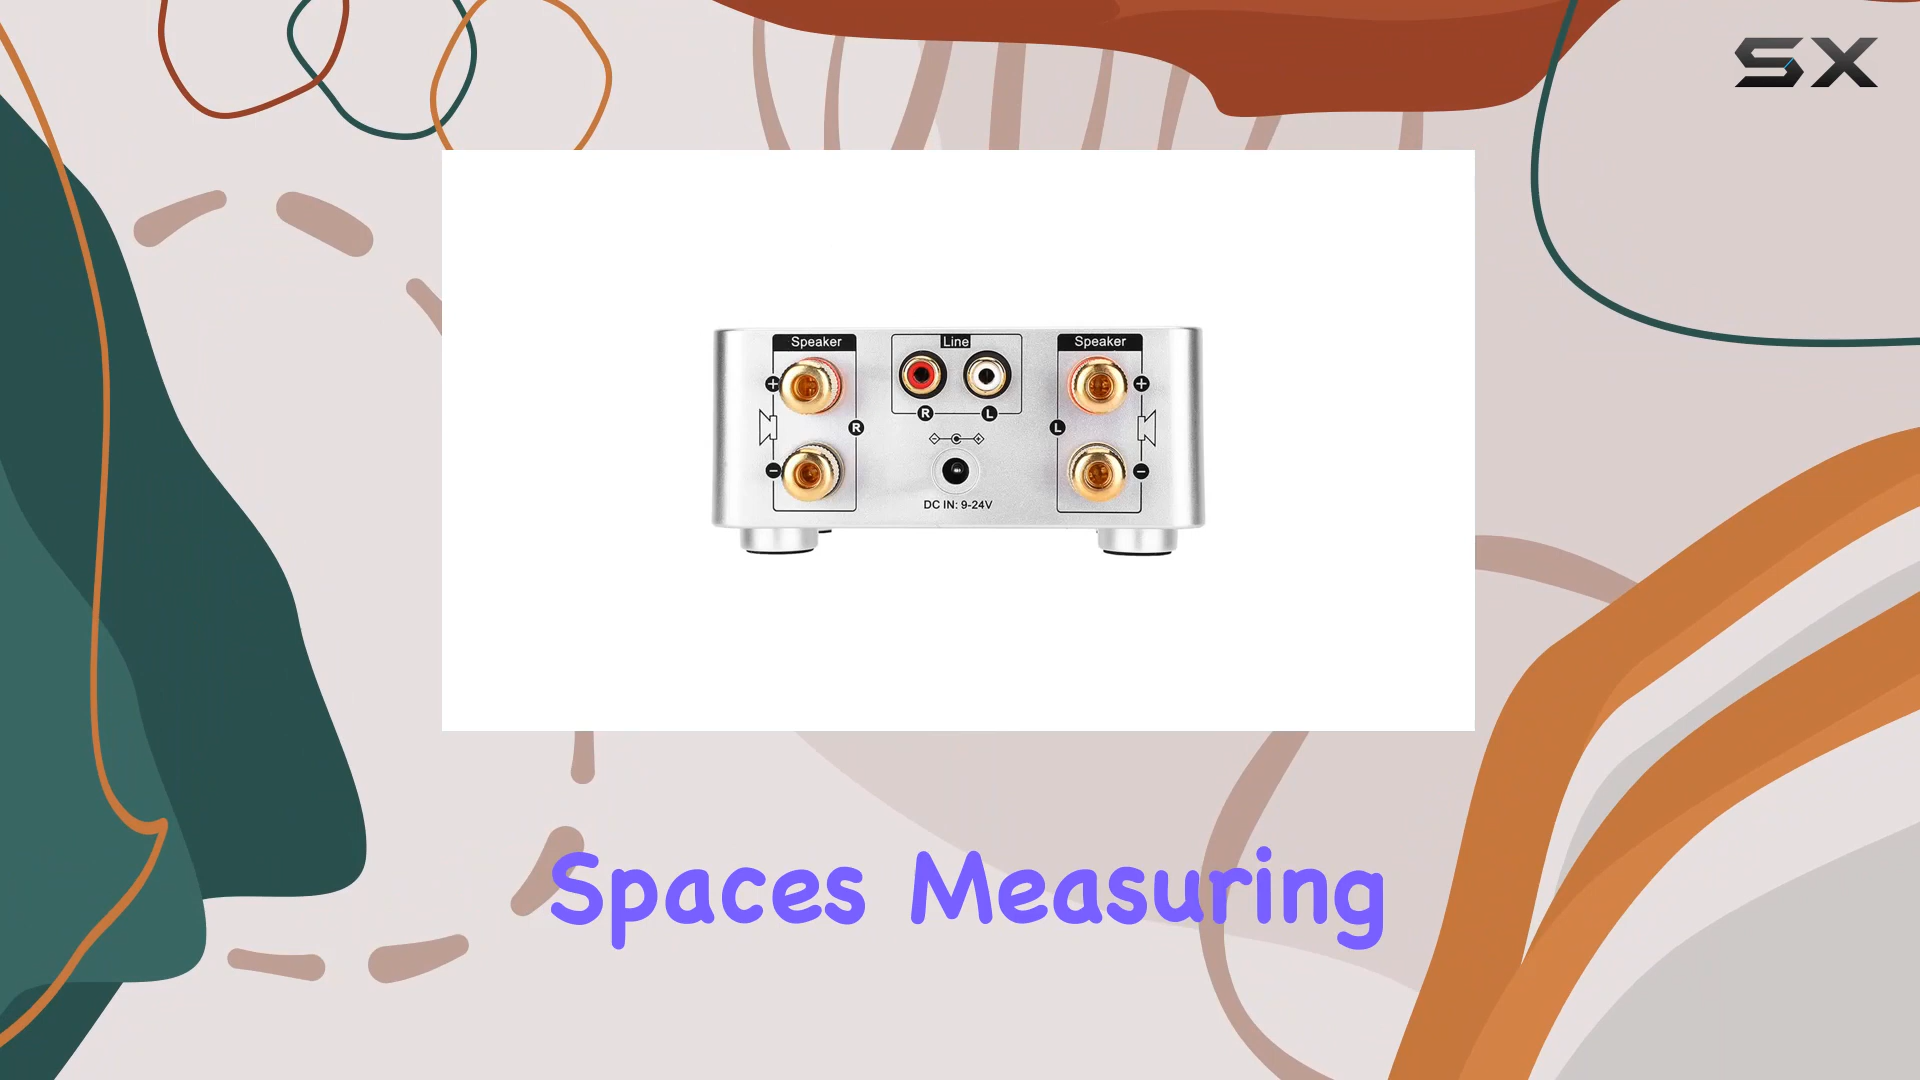 SX
Speaker
Line
Speaker
+
+
R
L
R
L
-
-
DC IN: 9-24V
Spaces Measuring